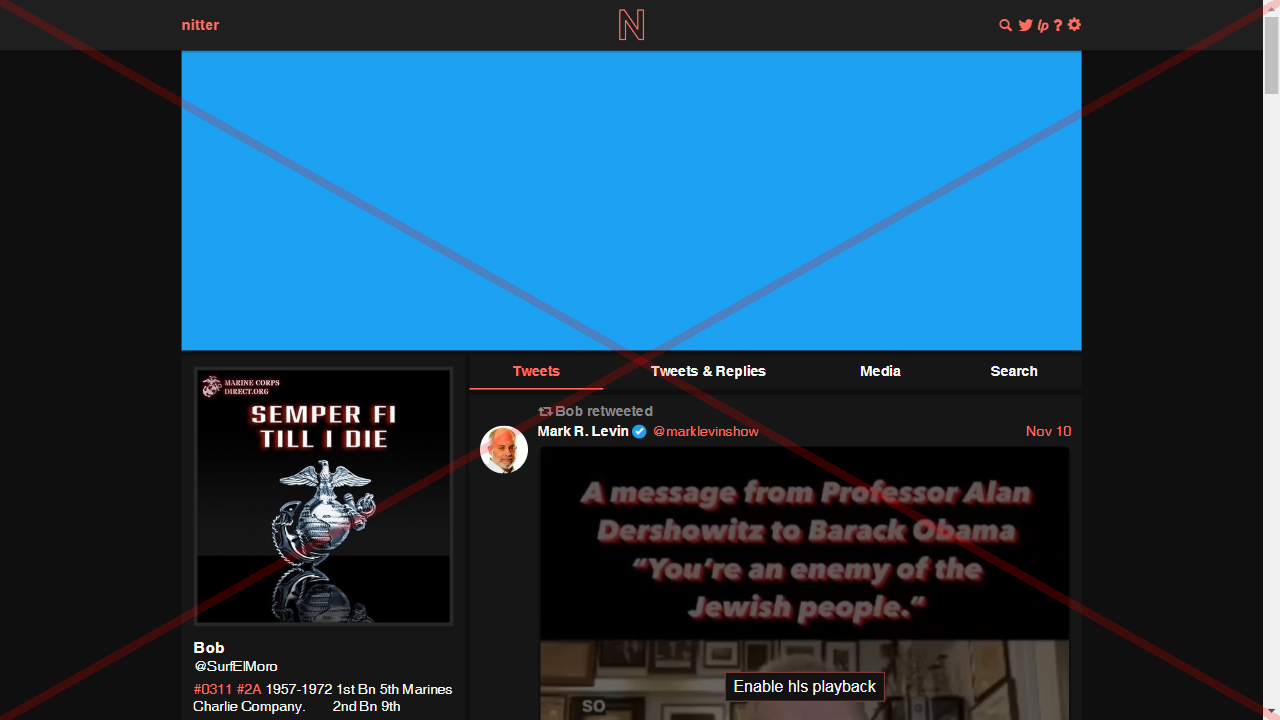 nitter
N
lp ?
MARINE CORPS
DIRECT.ORG
SEMPER FI
TILL I DIE
Bob
@SurfElMoro
#0311 #2A 1957-1972 1st Bn 5th Marines
Charlie Company. 2nd Bn 9th
Tweets Tweets & Replies Media Search
Bob retweeted
Mark R. Levin @marklevinshow Nov 10
A message from Professor Alan
Dershowitz to Barack Obama
“You’re an enemy of the
Jewish people.“
Enable hls playback
SO